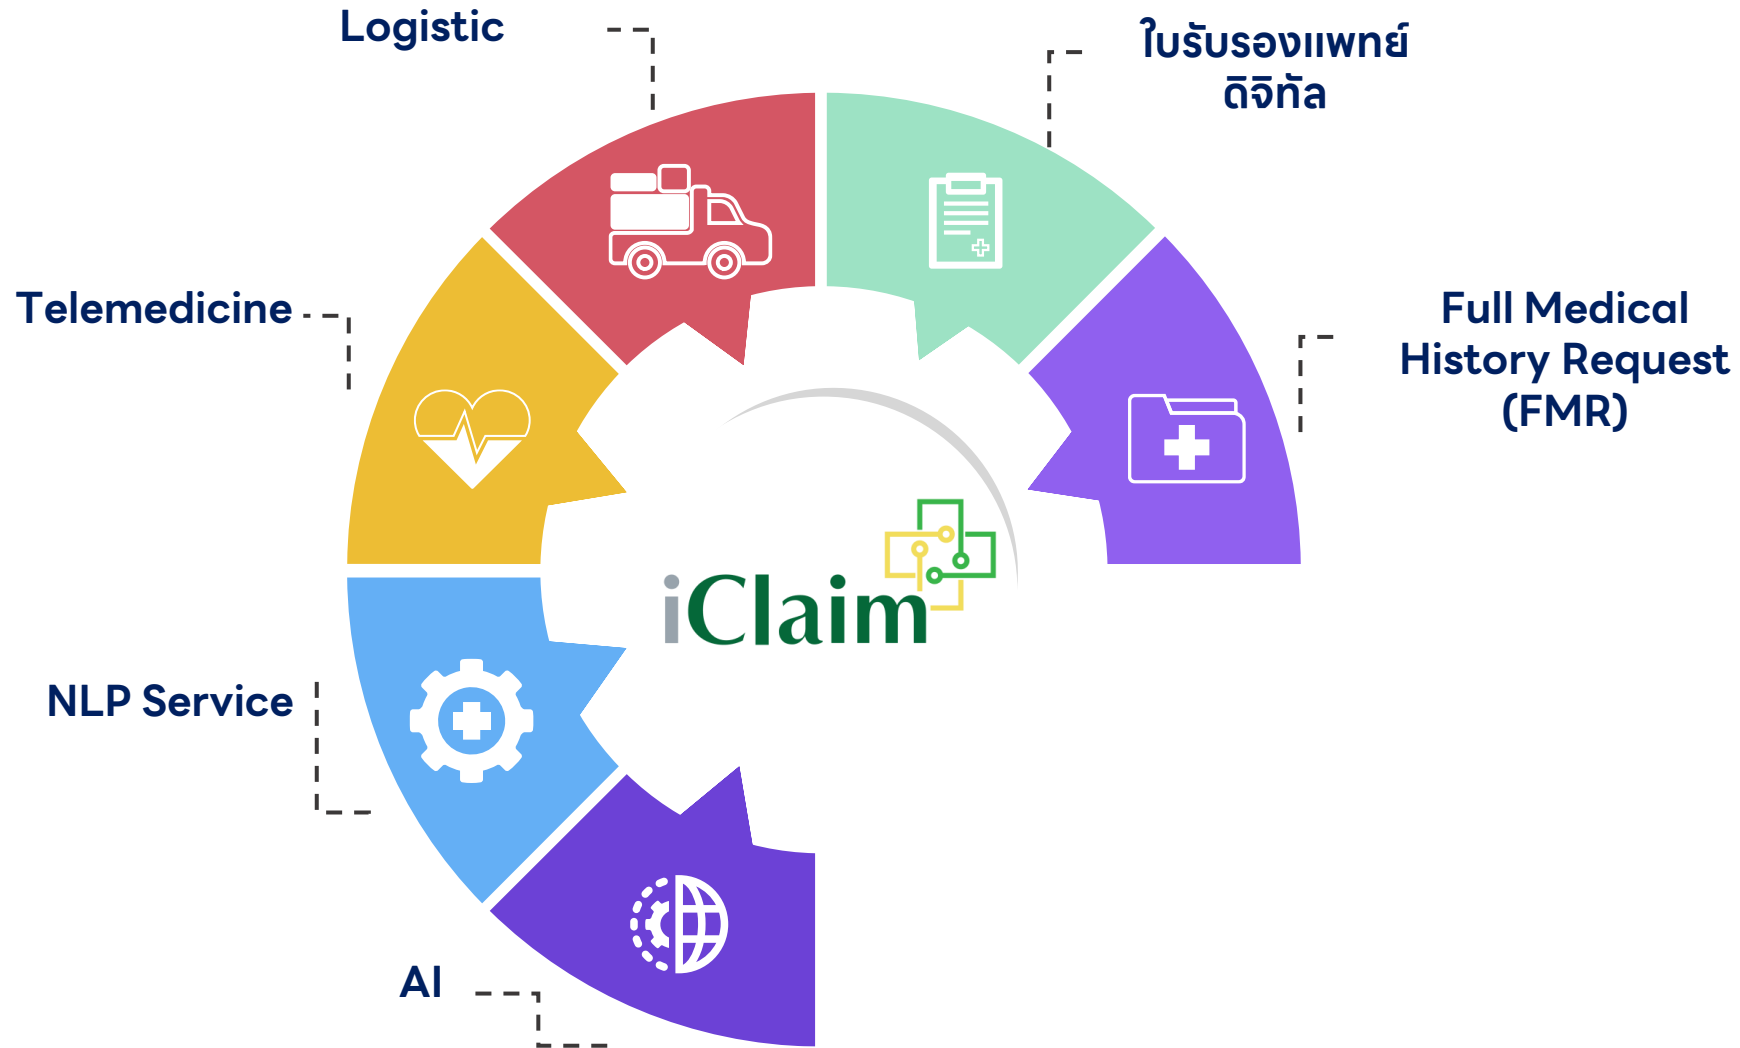 Logistic
ใบรับรองแพทย์
ดิจิทัล
Telemedicine
Full Medical
History Request
(FMR)
iClaim
NLP Service
AI